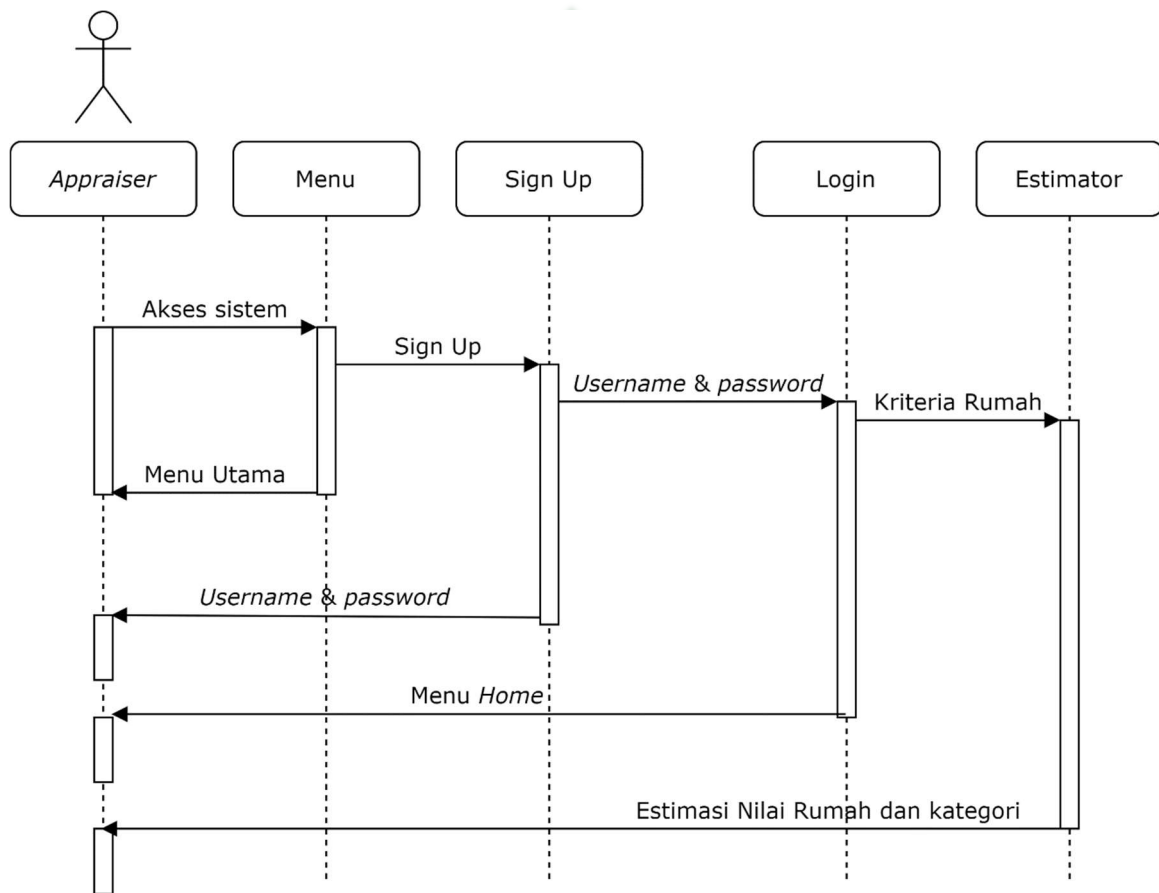 Appraiser
Menu
Sign Up
Login
Estimator
Akses sistem
Sign Up
Username & password
Kriteria Rumah
Menu Utama
Username & password
Menu Home
Estimasi Nilai Rumah dan kategori